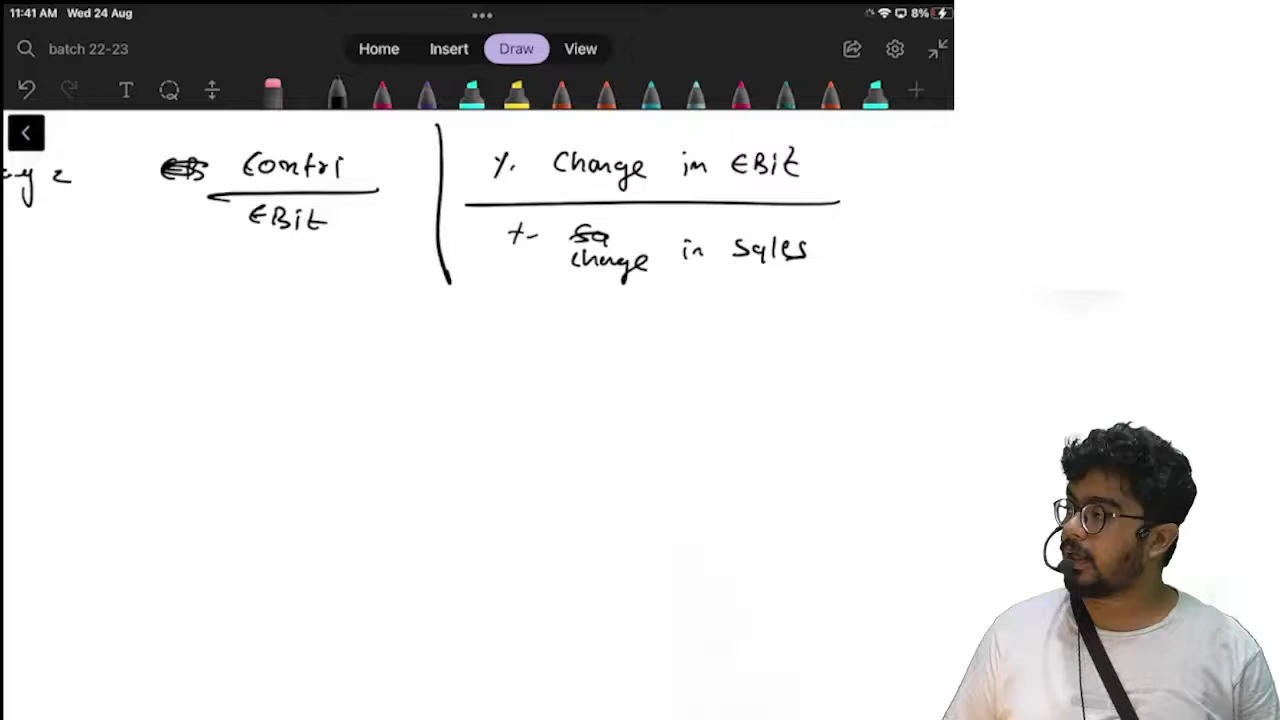 11:41 AM Wed 24 Aug
8%
batch 22-23
Home Insert Draw View
T
Contri
EBit
% Change in EBit
% change in Sales